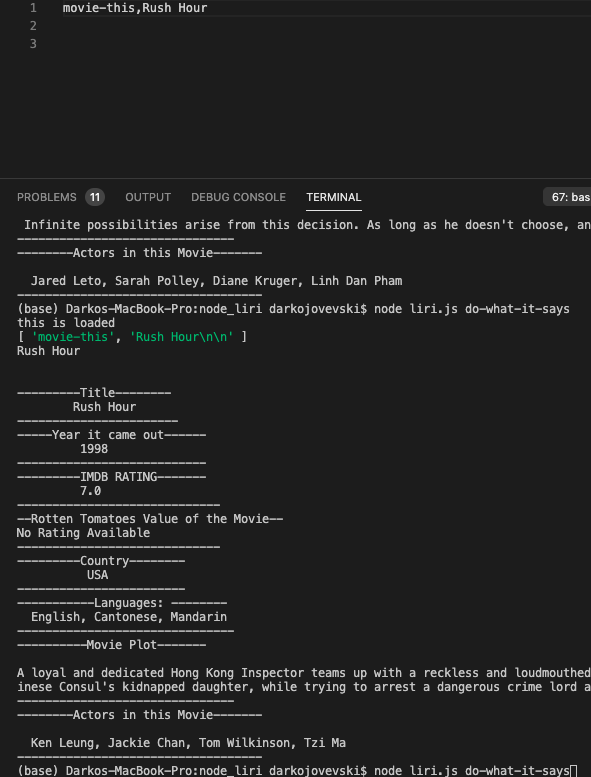 1 movie-this,Rush Hour
2
3
PROBLEMS 11 OUTPUT DEBUG CONSOLE TERMINAL 67: bas
Infinite possibilities arise from this decision. As long as he doesn't choose, an
-------------------------------
--------Actors in this Movie-------
Jared Leto, Sarah Polley, Diane Kruger, Linh Dan Pham
-----------------------------------
(base) Darkos-MacBook-Pro:node_liri darkojovevski$ node liri.js do-what-it-says
this is loaded
[ 'movie-this', 'Rush Hour\n\n' ]
Rush Hour
---------Title--------
Rush Hour
-----------------------
-----Year it came out------
1998
---------------------------
---------IMDB RATING-------
7.0
-----------------------------
--Rotten Tomatoes Value of the Movie--
No Rating Available
-----------------------------
---------Country--------
USA
------------------------
-----------Languages: --------
English, Cantonese, Mandarin
-------------------------------
----------Movie Plot-------
A loyal and dedicated Hong Kong Inspector teams up with a reckless and loudmouthed
inese Consul's kidnapped daughter, while trying to arrest a dangerous crime lord a
-------------------------------
--------Actors in this Movie-------
Ken Leung, Jackie Chan, Tom Wilkinson, Tzi Ma
-----------------------------------
(base) Darkos-MacBook-Pro:node_liri darkojovevski$ node liri.js do-what-it-says